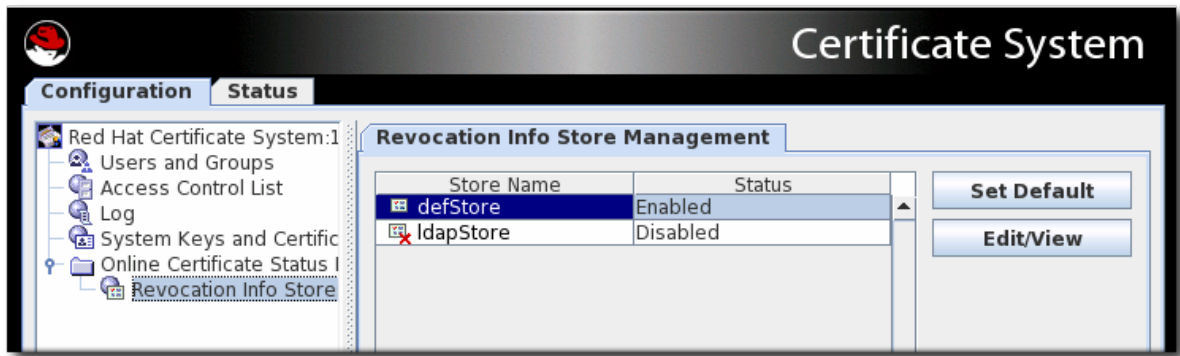 Certificate System
Configuration Status
Red Hat Certificate System:1
Users and Groups
Access Control List
Log
System Keys and Certific
Online Certificate Status
Revocation Info Store
Revocation Info Store Management
Store Name Status
defStore Enabled
ldapStore Disabled
Set Default
Edit/View